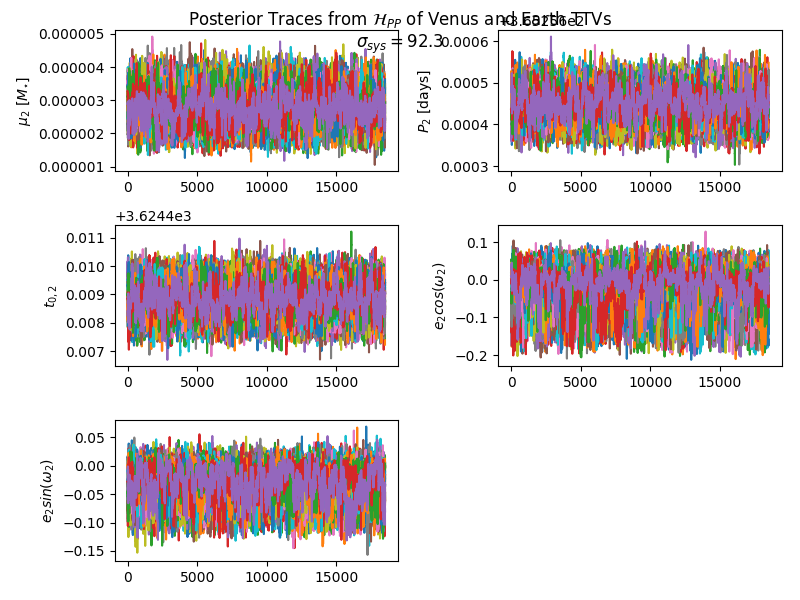 Posterior Traces from $\mathcal{H}_{PP}$ of Venus and Earth TTVs
$\sigma_{sys} = 92.3$
0.000005
0.000004
0.000003
0.000002
0.000001
$\mu_2$ [$M_{\star}$]
0 5000 10000 15000
0.0006
0.0005
0.0004
0.0003
$P_2$ [days]
0 5000 10000 15000
+3.6244e3
0.011
0.010
0.009
0.008
0.007
$t_{0,2}$
0 5000 10000 15000
0.1
0.0
−0.1
−0.2
$e_2cos(\omega_2)$
0 5000 10000 15000
0.05
0.00
−0.05
−0.10
−0.15
$e_2sin(\omega_2)$
0 5000 10000 15000